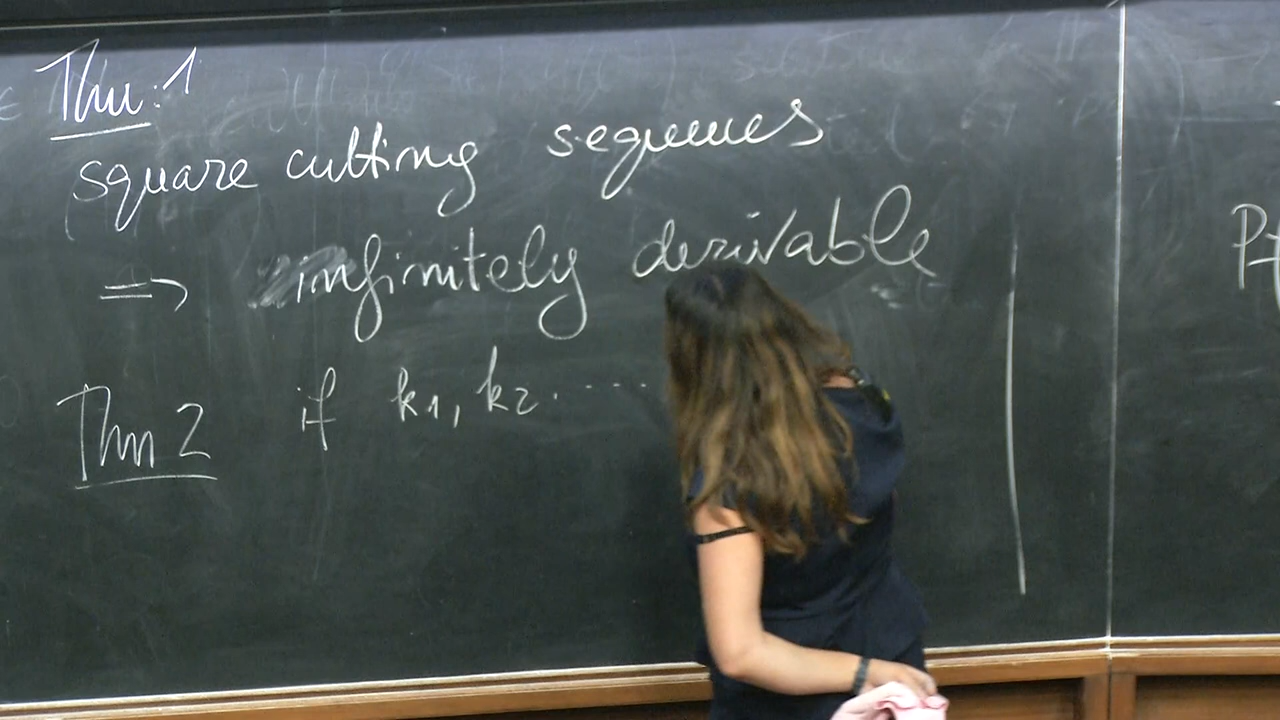 Thm: 1
square cutting sequences
⇒ infinitely derivable
Thm 2 if k1, k2. ....